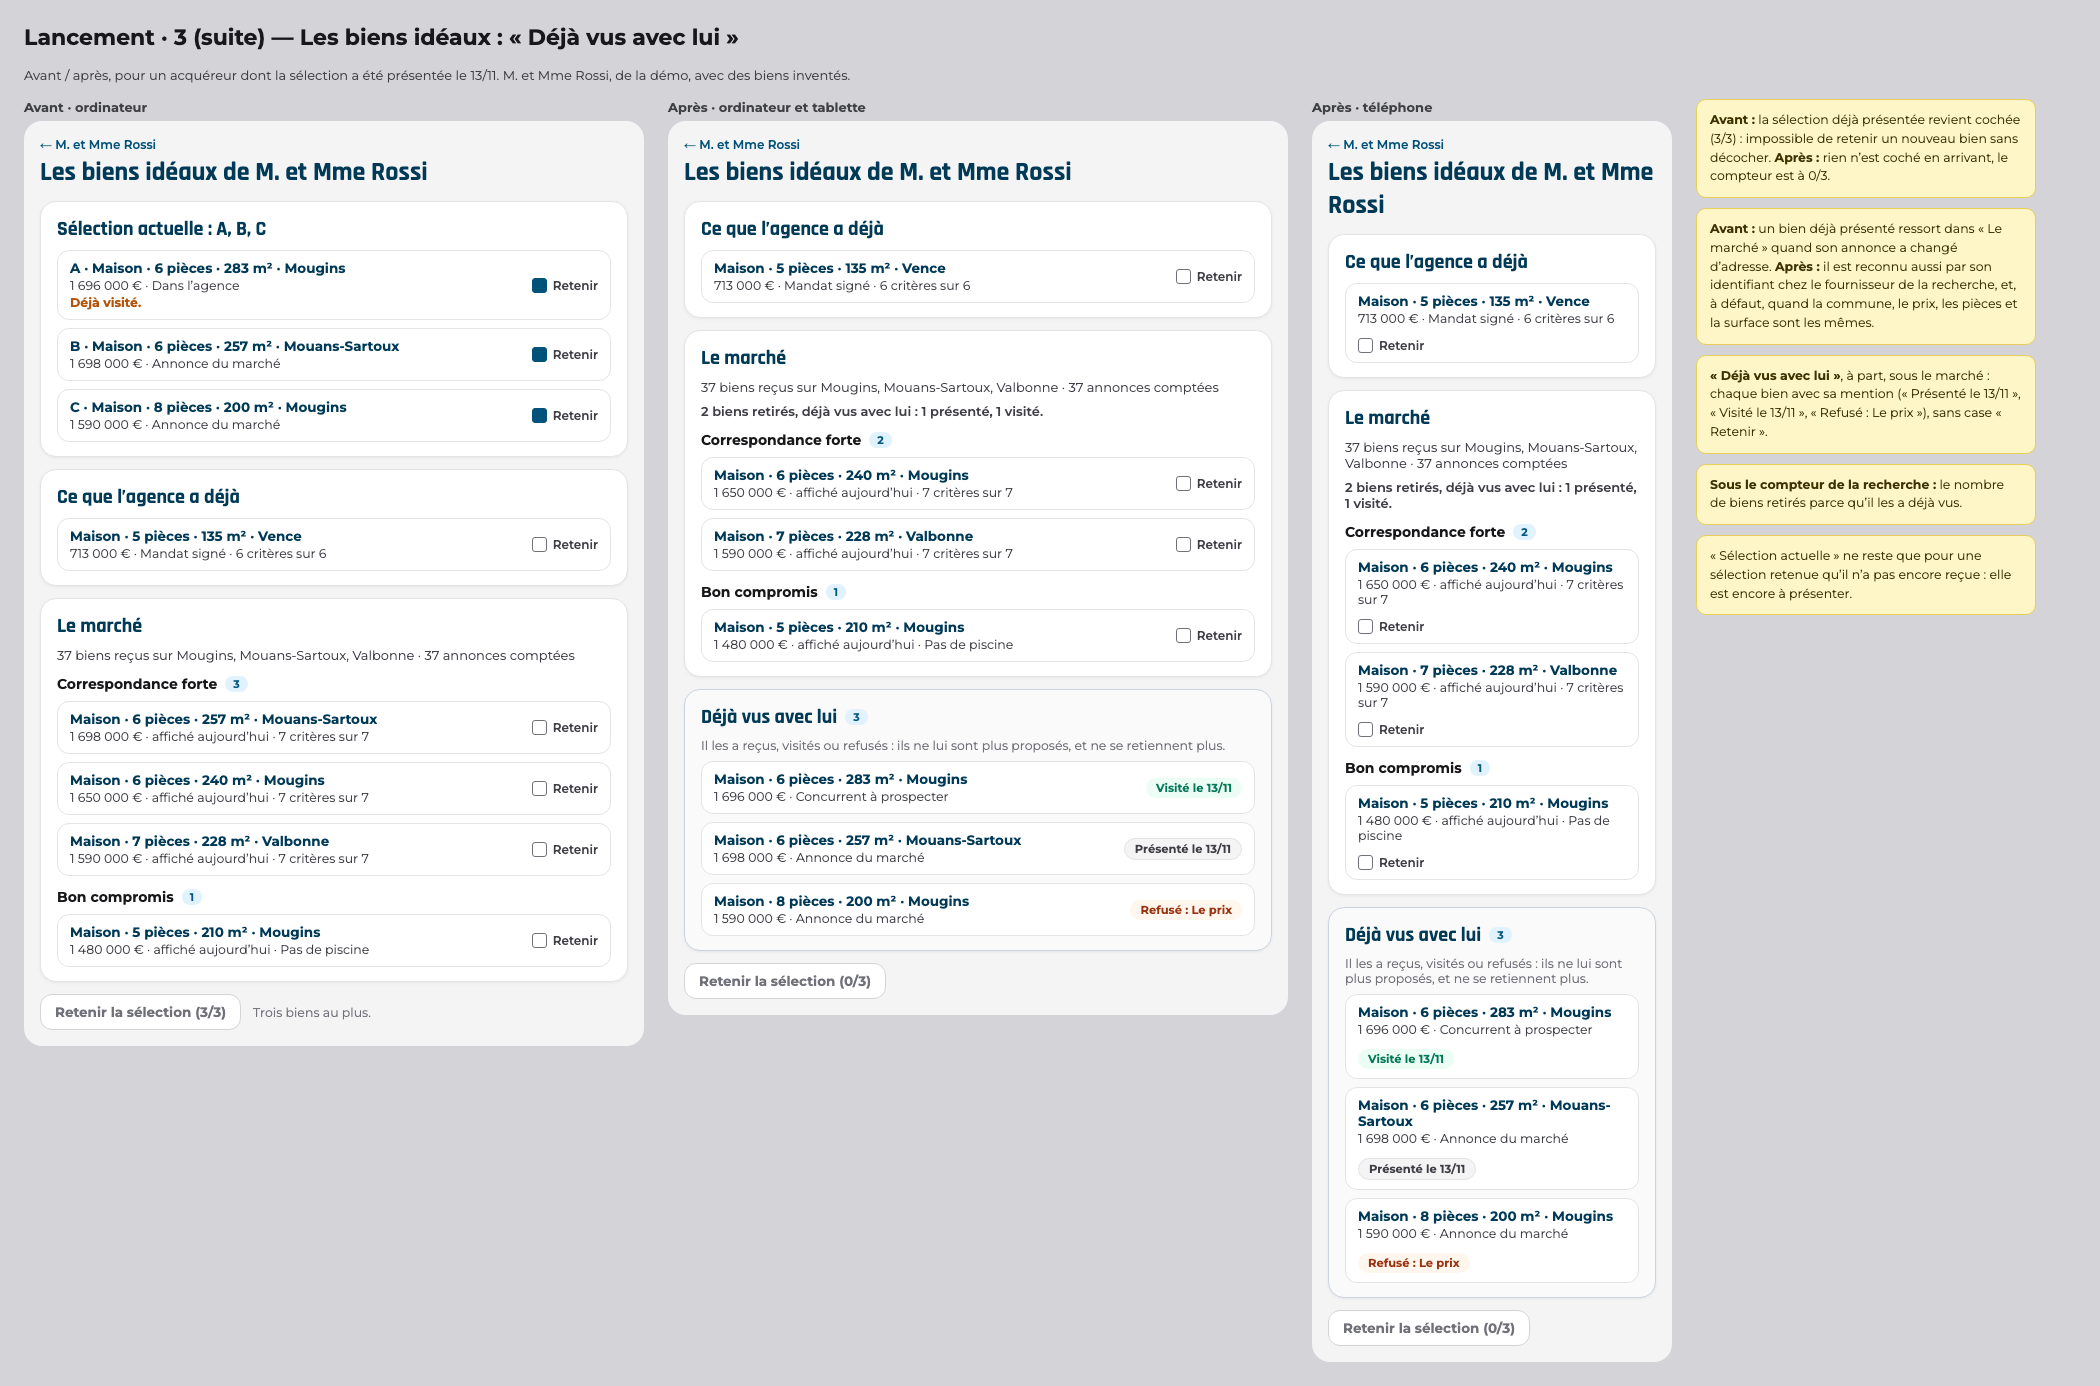 Lancement · 3 (suite) — Les biens idéaux : « Déjà vus avec lui »
Avant / après, pour un acquéreur dont la sélection a été présentée le 13/11. M. et Mme Rossi, de la démo, avec des biens inventés.
Avant · ordinateur
← M. et Mme Rossi
Les biens idéaux de M. et Mme Rossi
Sélection actuelle : A, B, C
A · Maison · 6 pièces · 283 m² · Mougins
1 696 000 € · Dans l’agence
Déjà visité.
Retenir
B · Maison · 6 pièces · 257 m² · Mouans-Sartoux
1 698 000 € · Annonce du marché
Retenir
C · Maison · 8 pièces · 200 m² · Mougins
1 590 000 € · Annonce du marché
Retenir
Ce que l’agence a déjà
Maison · 5 pièces · 135 m² · Vence
713 000 € · Mandat signé · 6 critères sur 6
Retenir
Le marché
37 biens reçus sur Mougins, Mouans-Sartoux, Valbonne · 37 annonces comptées
Correspondance forte 3
Maison · 6 pièces · 257 m² · Mouans-Sartoux
1 698 000 € · affiché aujourd’hui · 7 critères sur 7
Retenir
Maison · 6 pièces · 240 m² · Mougins
1 650 000 € · affiché aujourd’hui · 7 critères sur 7
Retenir
Maison · 7 pièces · 228 m² · Valbonne
1 590 000 € · affiché aujourd’hui · 7 critères sur 7
Retenir
Bon compromis 1
Maison · 5 pièces · 210 m² · Mougins
1 480 000 € · affiché aujourd’hui · Pas de piscine
Retenir
Retenir la sélection (3/3) Trois biens au plus.
Après · ordinateur et tablette
← M. et Mme Rossi
Les biens idéaux de M. et Mme Rossi
Ce que l’agence a déjà
Maison · 5 pièces · 135 m² · Vence
713 000 € · Mandat signé · 6 critères sur 6
Retenir
Le marché
37 biens reçus sur Mougins, Mouans-Sartoux, Valbonne · 37 annonces comptées
2 biens retirés, déjà vus avec lui : 1 présenté, 1 visité.
Correspondance forte 2
Maison · 6 pièces · 240 m² · Mougins
1 650 000 € · affiché aujourd’hui · 7 critères sur 7
Retenir
Maison · 7 pièces · 228 m² · Valbonne
1 590 000 € · affiché aujourd’hui · 7 critères sur 7
Retenir
Bon compromis 1
Maison · 5 pièces · 210 m² · Mougins
1 480 000 € · affiché aujourd’hui · Pas de piscine
Retenir
Déjà vus avec lui 3
Il les a reçus, visités ou refusés : ils ne lui sont plus proposés, et ne se retiennent plus.
Maison · 6 pièces · 283 m² · Mougins
1 696 000 € · Concurrent à prospecter
Visité le 13/11
Maison · 6 pièces · 257 m² · Mouans-Sartoux
1 698 000 € · Annonce du marché
Présenté le 13/11
Maison · 8 pièces · 200 m² · Mougins
1 590 000 € · Annonce du marché
Refusé : Le prix
Retenir la sélection (0/3)
Après · téléphone
← M. et Mme Rossi
Les biens idéaux de M. et Mme
Rossi
Ce que l’agence a déjà
Maison · 5 pièces · 135 m² · Vence
713 000 € · Mandat signé · 6 critères sur 6
Retenir
Le marché
37 biens reçus sur Mougins, Mouans-Sartoux,
Valbonne · 37 annonces comptées
2 biens retirés, déjà vus avec lui : 1 présenté,
1 visité.
Correspondance forte 2
Maison · 6 pièces · 240 m² · Mougins
1 650 000 € · affiché aujourd’hui · 7 critères
sur 7
Retenir
Maison · 7 pièces · 228 m² · Valbonne
1 590 000 € · affiché aujourd’hui · 7 critères
sur 7
Retenir
Bon compromis 1
Maison · 5 pièces · 210 m² · Mougins
1 480 000 € · affiché aujourd’hui · Pas de
piscine
Retenir
Déjà vus avec lui 3
Il les a reçus, visités ou refusés : ils ne lui sont
plus proposés, et ne se retiennent plus.
Maison · 6 pièces · 283 m² · Mougins
1 696 000 € · Concurrent à prospecter
Visité le 13/11
Maison · 6 pièces · 257 m² · Mouans-
Sartoux
1 698 000 € · Annonce du marché
Présenté le 13/11
Maison · 8 pièces · 200 m² · Mougins
1 590 000 € · Annonce du marché
Refusé : Le prix
Retenir la sélection (0/3)
Avant : la sélection déjà présentée revient cochée
(3/3) : impossible de retenir un nouveau bien sans
décocher. Après : rien n’est coché en arrivant, le
compteur est à 0/3.
Avant : un bien déjà présenté ressort dans « Le
marché » quand son annonce a changé
d’adresse. Après : il est reconnu aussi par son
identifiant chez le fournisseur de la recherche, et,
à défaut, quand la commune, le prix, les pièces et
la surface sont les mêmes.
« Déjà vus avec lui », à part, sous le marché :
chaque bien avec sa mention (« Présenté le 13/11 »,
« Visité le 13/11 », « Refusé : Le prix »), sans case «
Retenir ».
Sous le compteur de la recherche : le nombre
de biens retirés parce qu’il les a déjà vus.
« Sélection actuelle » ne reste que pour une
sélection retenue qu’il n’a pas encore reçue : elle
est encore à présenter.